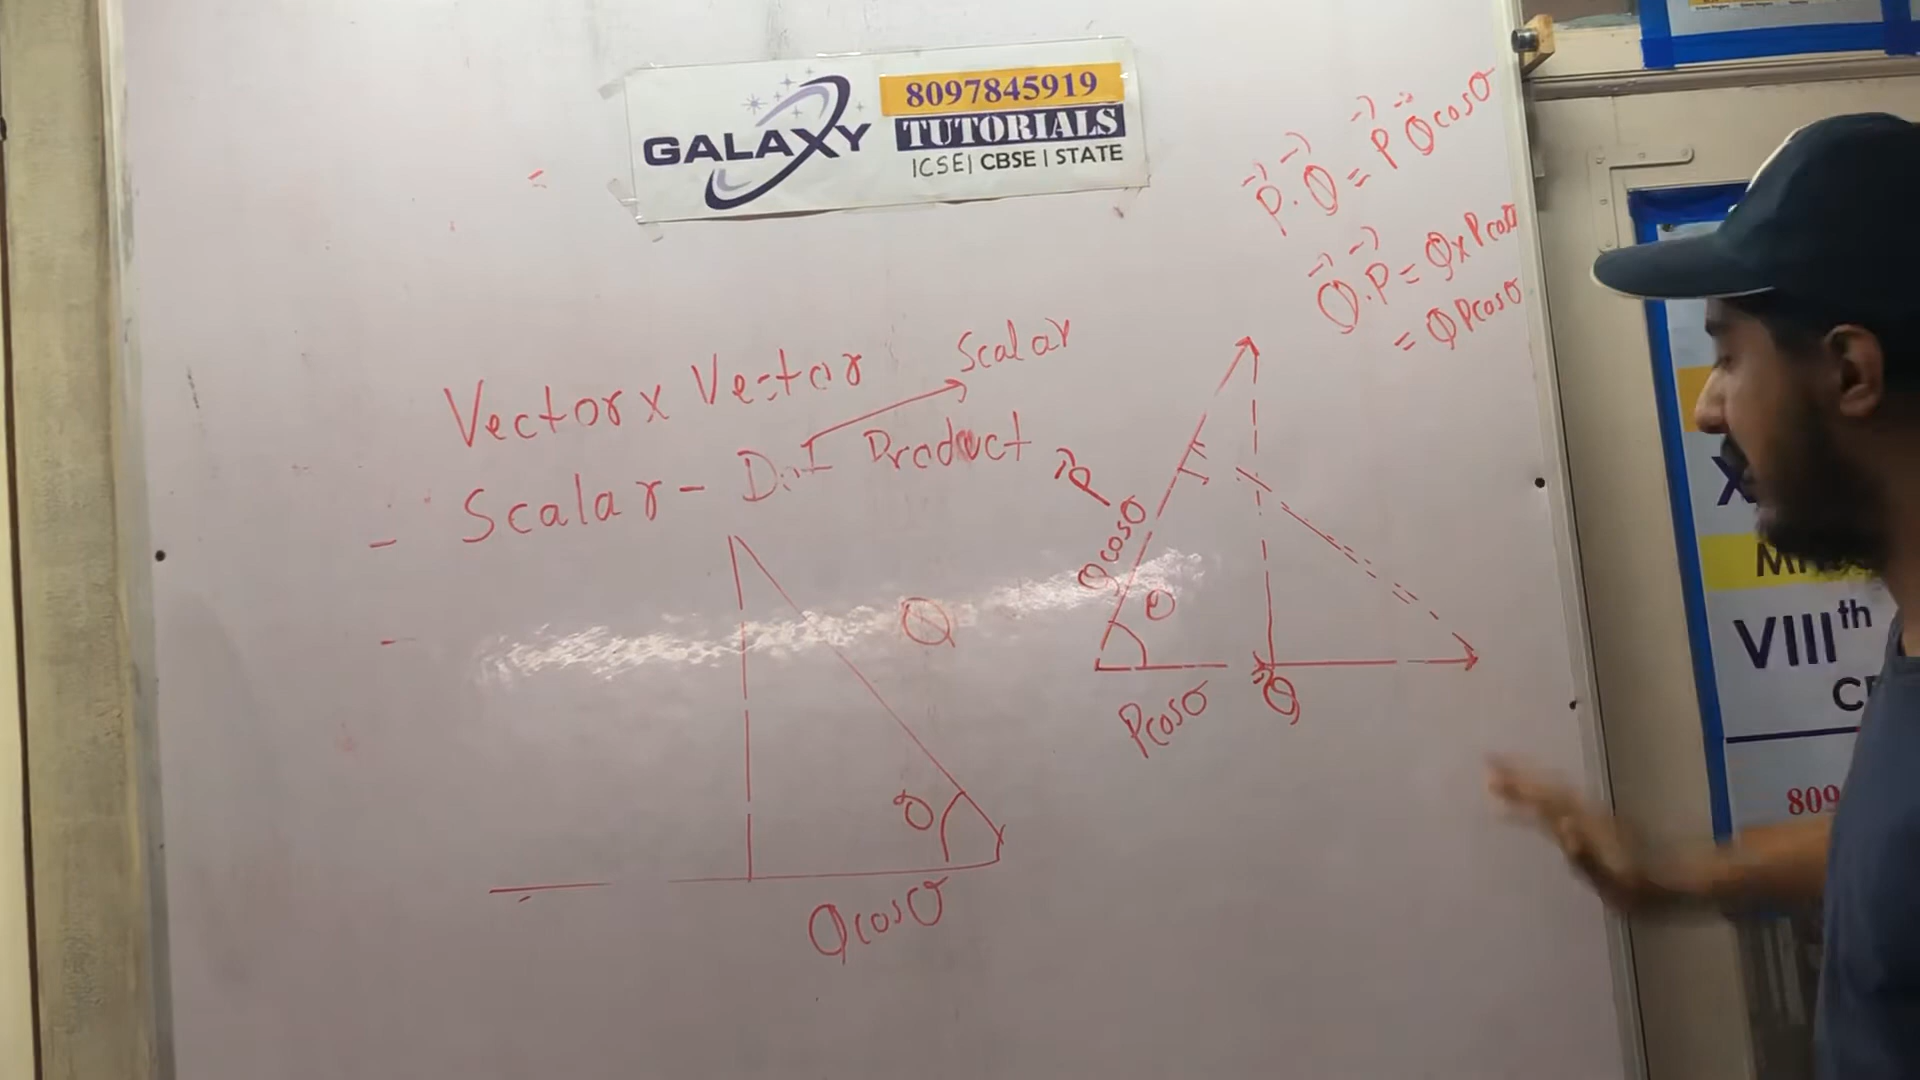 8097845919
GALAXY TUTORIALS
ICSE | CBSE | STATE
P⃗ . Q⃗ = P⃗ Q⃗ cosθ
Q⃗ . P⃗ = Q x P cosθ
= Q P cosθ
Vector x Vector
Scalar
Scalar - Dot Product
P⃗
Q cosθ
θ
Q
P cosθ
Q⃗
θ
Q cosθ
VIIIth
809